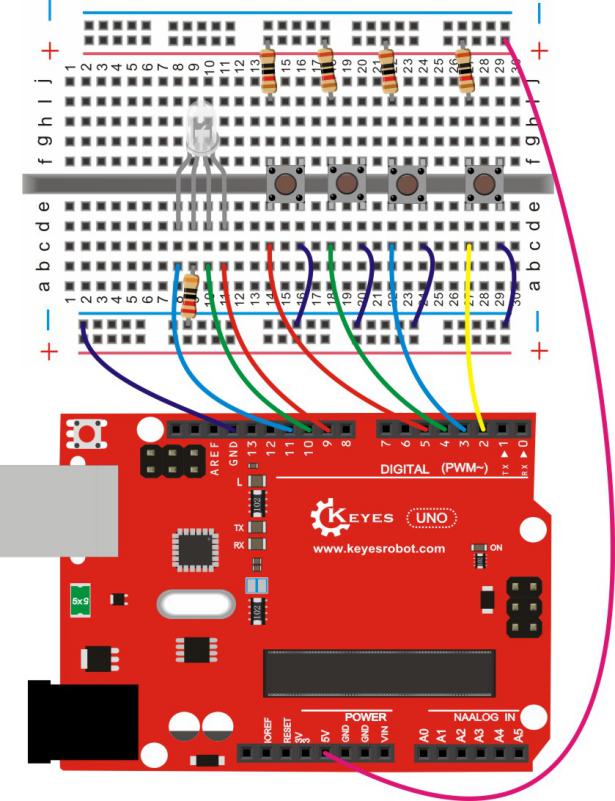 + +
1 2 3 4 5 6 7 8 9 10 11 12 13 15 16 17 19 20 21 23 24 25 26 28 29 30
j j
i i
h h
g g
f f
e e
d d
c c
b b
a a
1 2 3 4 5 6 7 8 10 11 12 13 14 15 16 17 18 19 20 21 22 23 24 25 26 27 28 29 30
+ +
AREF GND 13 12 11 10 9 8 7 6 5 4 3 2 TX ▶ 1 RX ▶ 0
DIGITAL (PWM~)
L
102
KEYES UNO
TX
RX
www.keyesrobot.com
ON
102
5x9
102
POWER
NAALOG IN
IOREF RESET 3V 3 5V GND GND VIN A0 A1 A2 A3 A4 A5